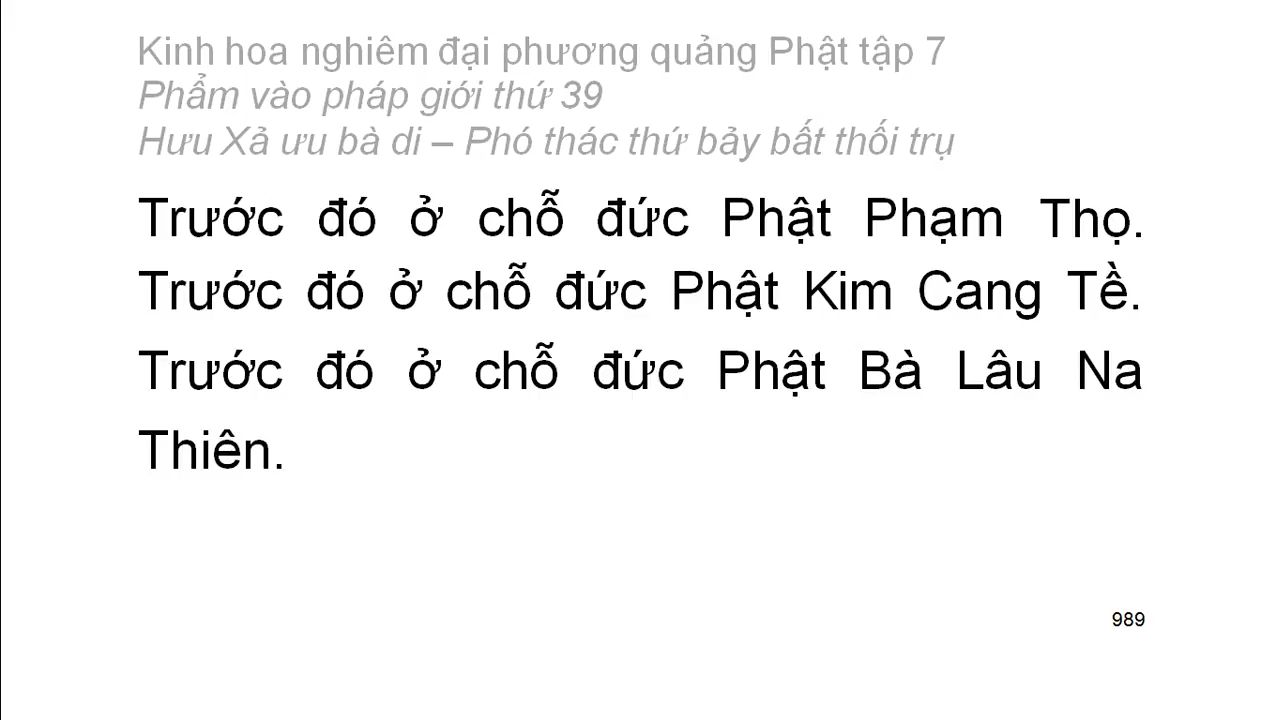 Kinh hoa nghiêm đại phương quảng Phật tập 7
Phẩm vào pháp giới thứ 39
Hưu Xả ưu bà di – Phó thác thứ bảy bất thối trụ
Trước đó ở chỗ đức Phật Phạm Thọ.
Trước đó ở chỗ đức Phật Kim Cang Tề.
Trước đó ở chỗ đức Phật Bà Lâu Na
Thiên.
989